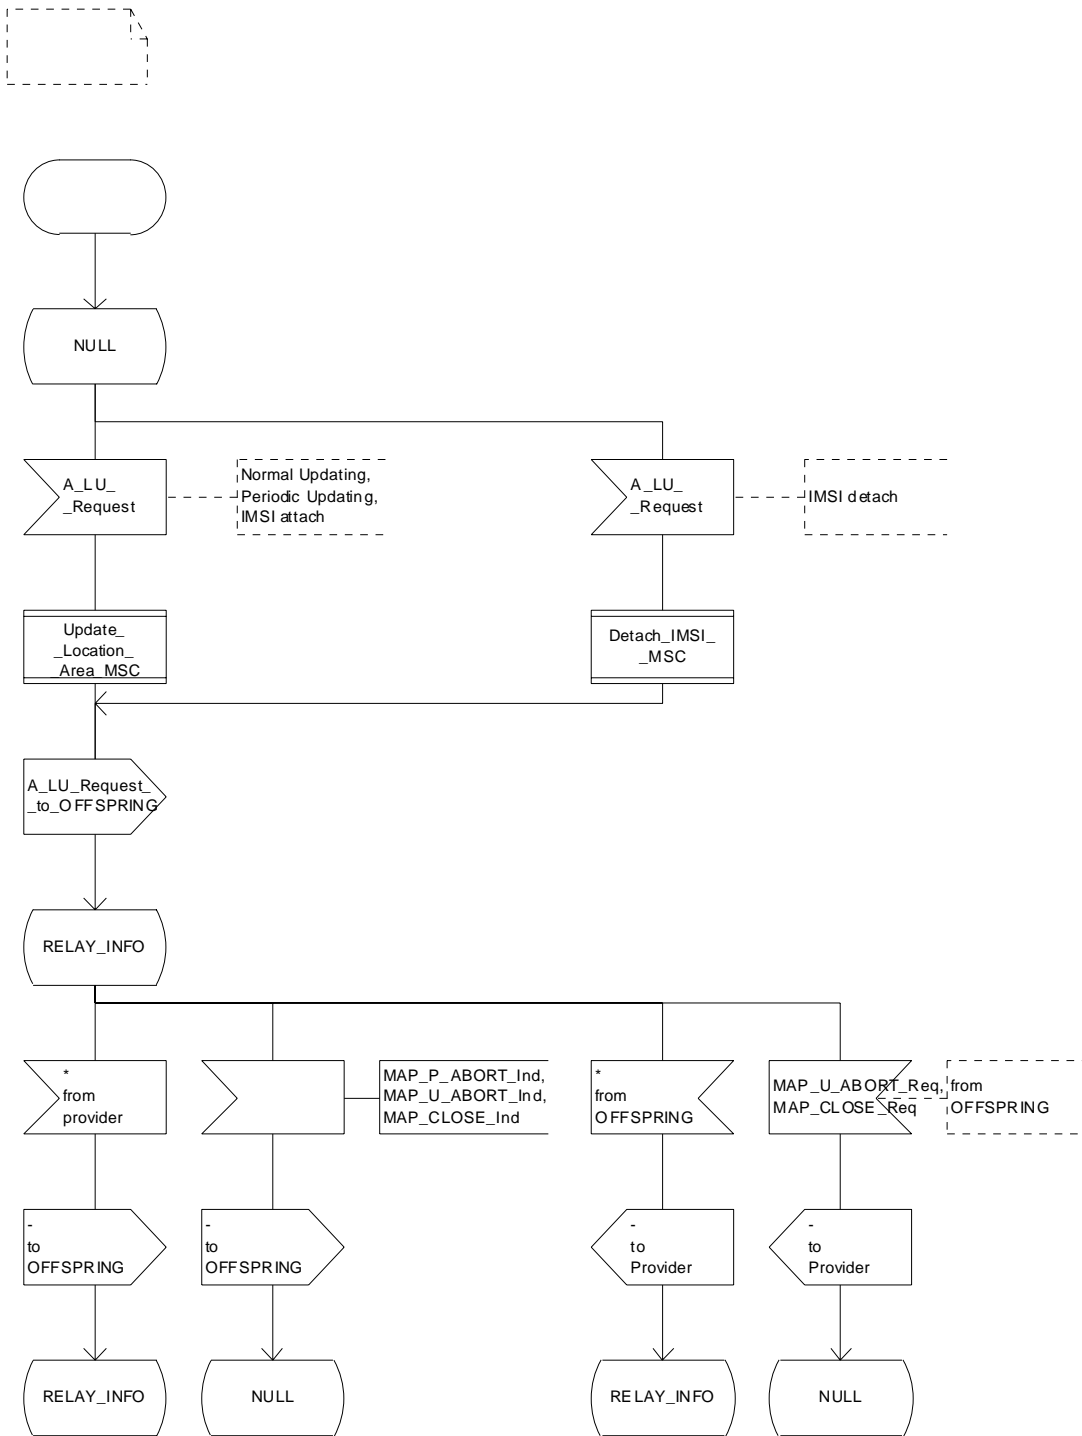 NULL
A_LU_
_Request
Normal Updating,
Periodic Updating,
IMSI attach
A_LU_
_Request
IMSI detach
Update_
_Location_
_Area_MSC
Detach_IMSI_
_MSC
A_LU_Request_
_to_OFFSPRING
RELAY_INFO
*
from
provider
MAP_P_ABORT_Ind,
MAP_U_ABORT_Ind,
MAP_CLOSE_Ind
*
from
OFFSPRING
MAP_U_ABORT_Req,
MAP_CLOSE_Req
from
OFFSPRING
-
to
OFFSPRING
-
to
OFFSPRING
-
to
Provider
-
to
Provider
RELAY_INFO
NULL
RELAY_INFO
NULL